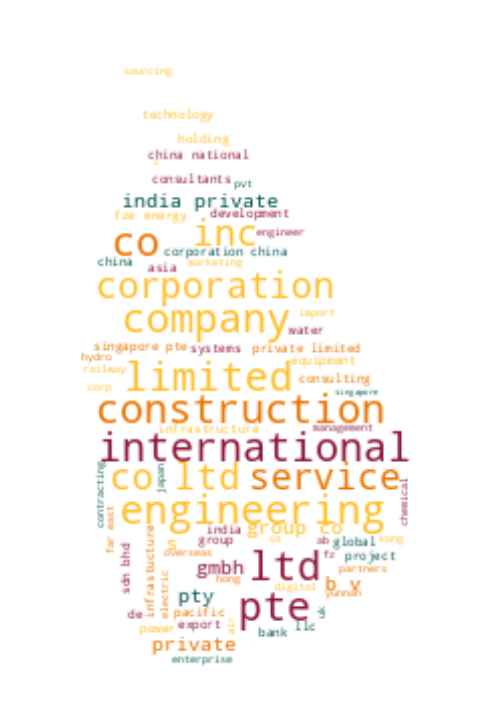 sourcing
technology
holding
china national
c
consultants
pvt
india private
fze energy
development
inc
engineer
co
corporation china
china
asia
marketing
corporation
company
import
water
singapore pte
systems
private limited
hydro
equipment
railway
limited
consulting
corp
singapore
construction
infrastructure
management
international
co ltd
service
contracting
japan
chemical
engineering
far east
india
group co
group
s
ca
ab
global
kong
overseas
fz
project
sdn bhd
infrastucture
electric
gmbh
hong
ltd
partners
digital
b v
yunnan
pty
pte
de
pacific
uk
export
air
power
bank
llc
private
enterprise